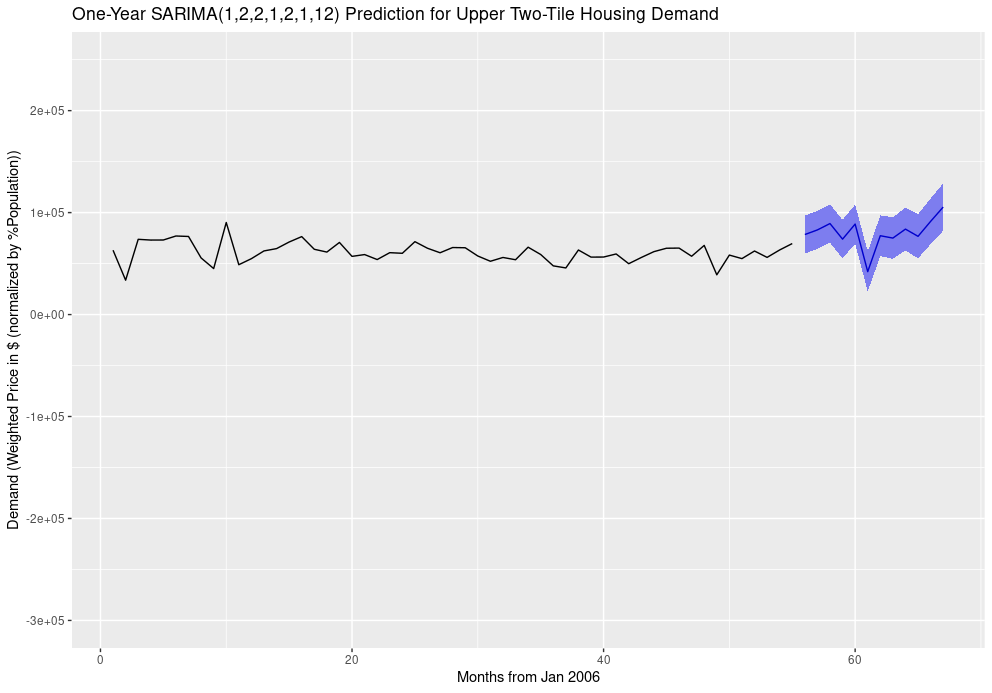 One-Year SARIMA(1,2,2,1,2,1,12) Prediction for Upper Two-Tile Housing Demand
Demand (Weighted Price in $ (normalized by %Population))
2e+05
1e+05
0e+00
-1e+05
-2e+05
-3e+05
0 20 40 60
Months from Jan 2006